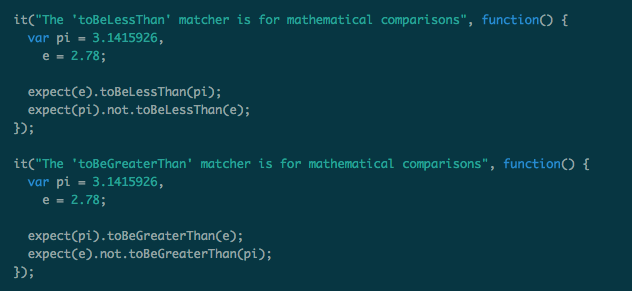 it("The 'toBeLessThan' matcher is for mathematical comparisons", function() {
  var pi = 3.1415926,
    e = 2.78;

  expect(e).toBeLessThan(pi);
  expect(pi).not.toBeLessThan(e);
});

it("The 'toBeGreaterThan' matcher is for mathematical comparisons", function() {
  var pi = 3.1415926,
    e = 2.78;

  expect(pi).toBeGreaterThan(e);
  expect(e).not.toBeGreaterThan(pi);
});